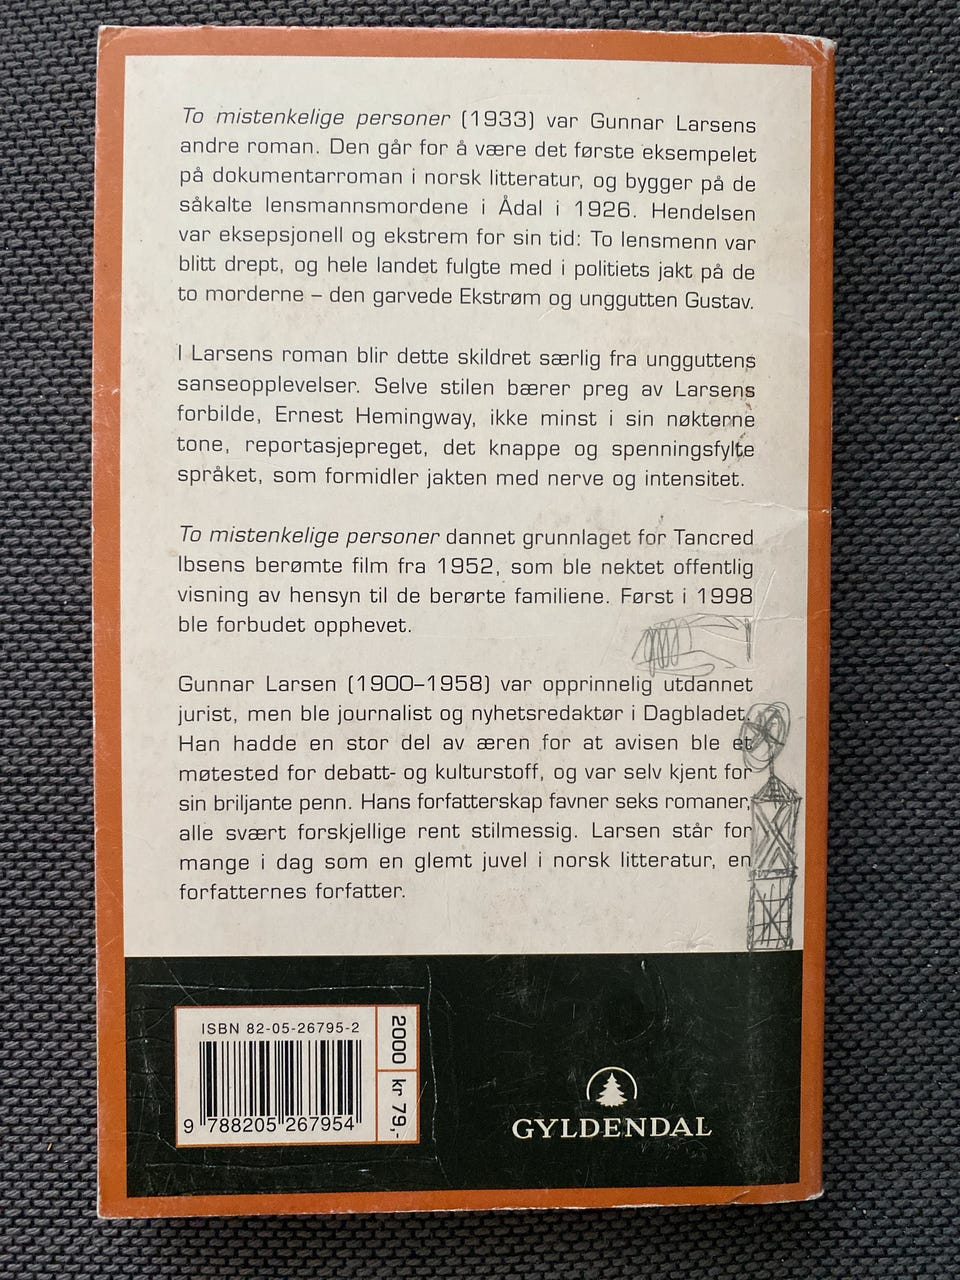 To mistenkelige personer (1933) var Gunnar Larsens
andre roman. Den går for å være det første eksempelet
på dokumentarroman i norsk litteratur, og bygger på de
såkalte lensmannsmordene i Ådal i 1926. Hendelsen
var eksepsjonell og ekstrem for sin tid: To lensmenn var
blitt drept, og hele landet fulgte med i politiets jakt på de
to morderne – den garvede Ekstrøm og unggutten Gustav.
I Larsens roman blir dette skildret særlig fra ungguttens
sanseopplevelser. Selve stilen bærer preg av Larsens
forbilde, Ernest Hemingway, ikke minst i sin nøkterne
tone, reportasjepreget, det knappe og spenningsfylte
språket, som formidler jakten med nerve og intensitet.
To mistenkelige personer dannet grunnlaget for Tancred
Ibsens berømte film fra 1952, som ble nektet offentlig
visning av hensyn til de berørte familiene. Først i 1998
ble forbudet opphevet.
Gunnar Larsen (1900–1958) var opprinnelig utdannet
jurist, men ble journalist og nyhetsredaktør i Dagbladet.
Han hadde en stor del av æren for at avisen ble et
møtested for debatt- og kulturstoff, og var selv kjent for
sin briljante penn. Hans forfatterskap favner seks romaner,
alle svært forskjellige rent stilmessig. Larsen står for
mange i dag som en glemt juvel i norsk litteratur, en
forfatternes forfatter.
ISBN 82-05-26795-2
9 788205 267954
2000 kr 79,-
GYLDENDAL